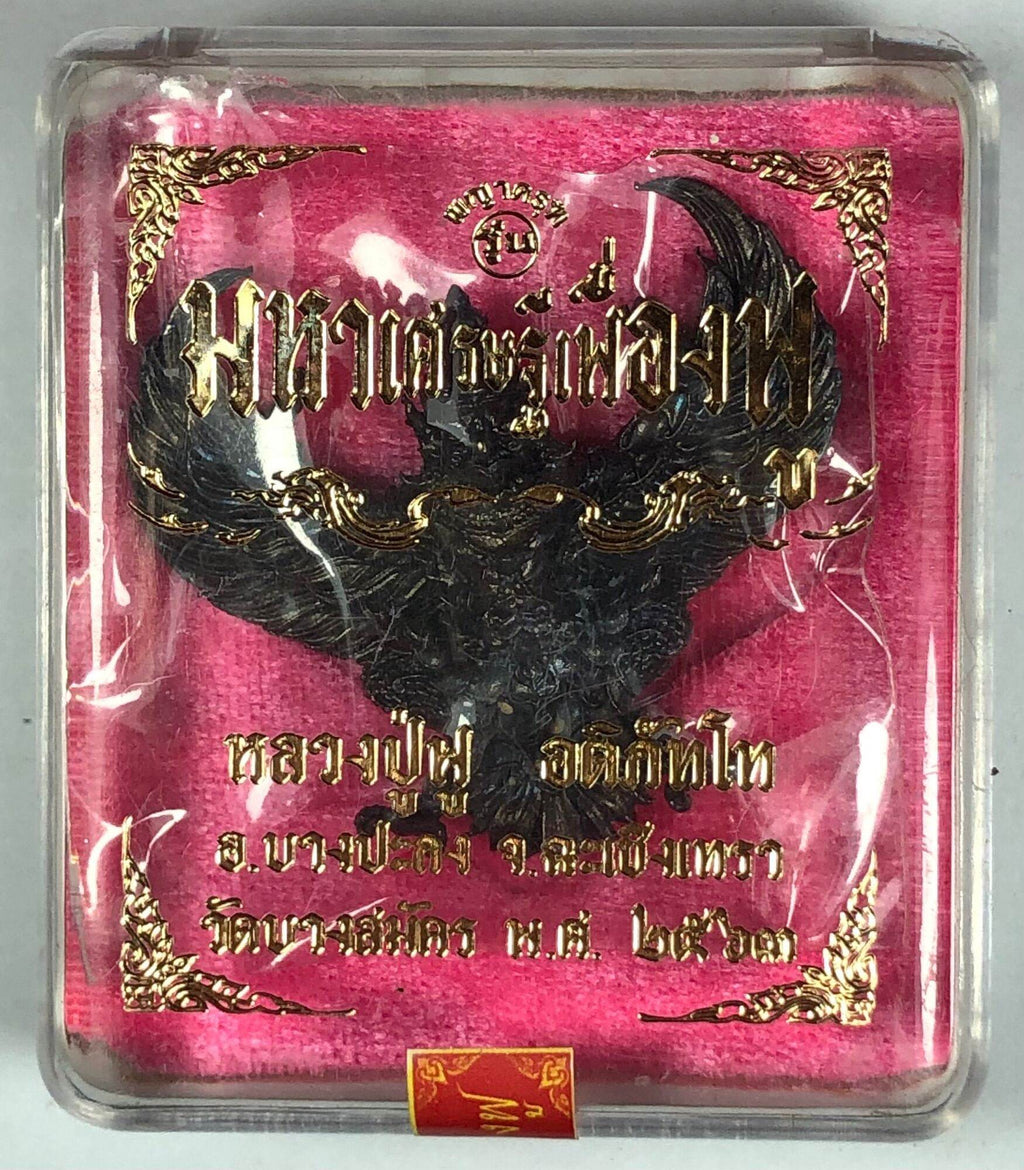 พญาครุฑ
รุ่น
มหาเศรษฐีเฟื่องฟู
หลวงปู่ฟู อติภัทโท
อ.บางปะกง จ.ฉะเชิงเทรา
วัดบางสมัคร พ.ศ. ๒๕๖๓